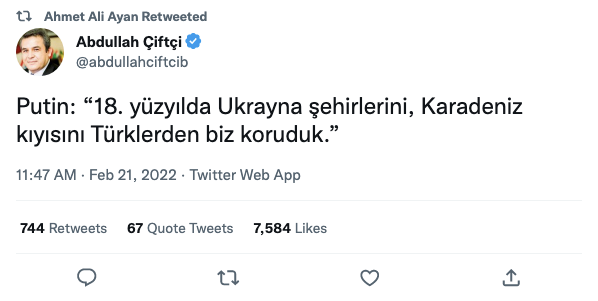 Ahmet Ali Ayan Retweeted
Abdullah Çiftçi
@abdullahciftcib
Putin: “18. yüzyılda Ukrayna şehirlerini, Karadeniz
kıyısını Türklerden biz koruduk.”
11:47 AM · Feb 21, 2022 · Twitter Web App
744 Retweets 67 Quote Tweets 7,584 Likes